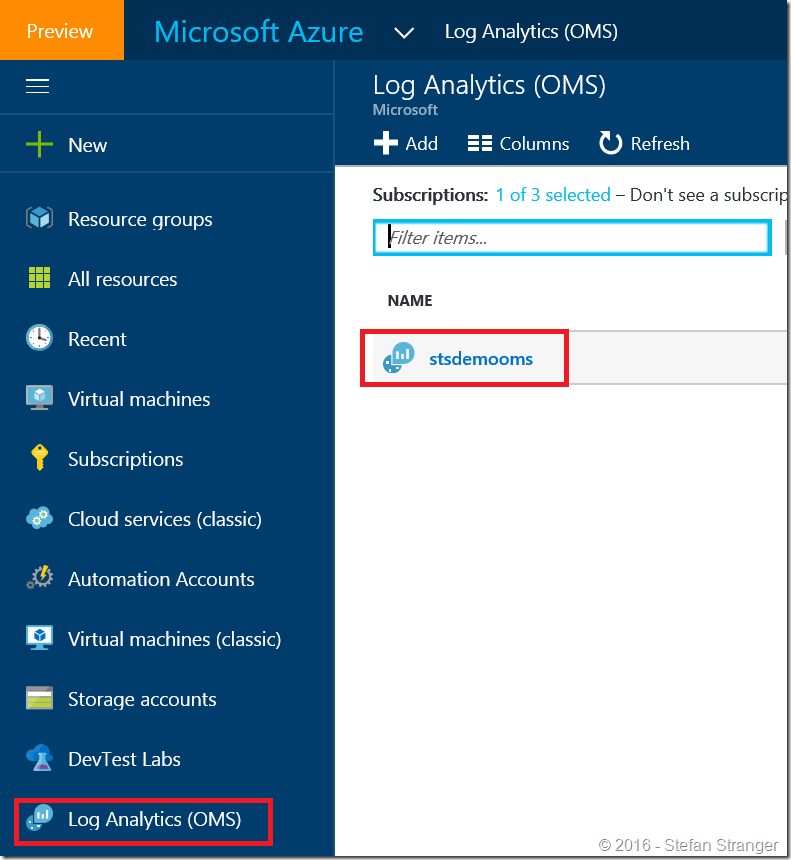 Preview
Microsoft Azure
Log Analytics (OMS)
New
Resource groups
All resources
Recent
Virtual machines
Subscriptions
Cloud services (classic)
Automation Accounts
Virtual machines (classic)
Storage accounts
DevTest Labs
Log Analytics (OMS)
Log Analytics (OMS)
Microsoft
Add Columns Refresh
Subscriptions: 1 of 3 selected – Don't see a subscrip
Filter items...
NAME
stsdemooms
© 2016 - Stefan Stranger